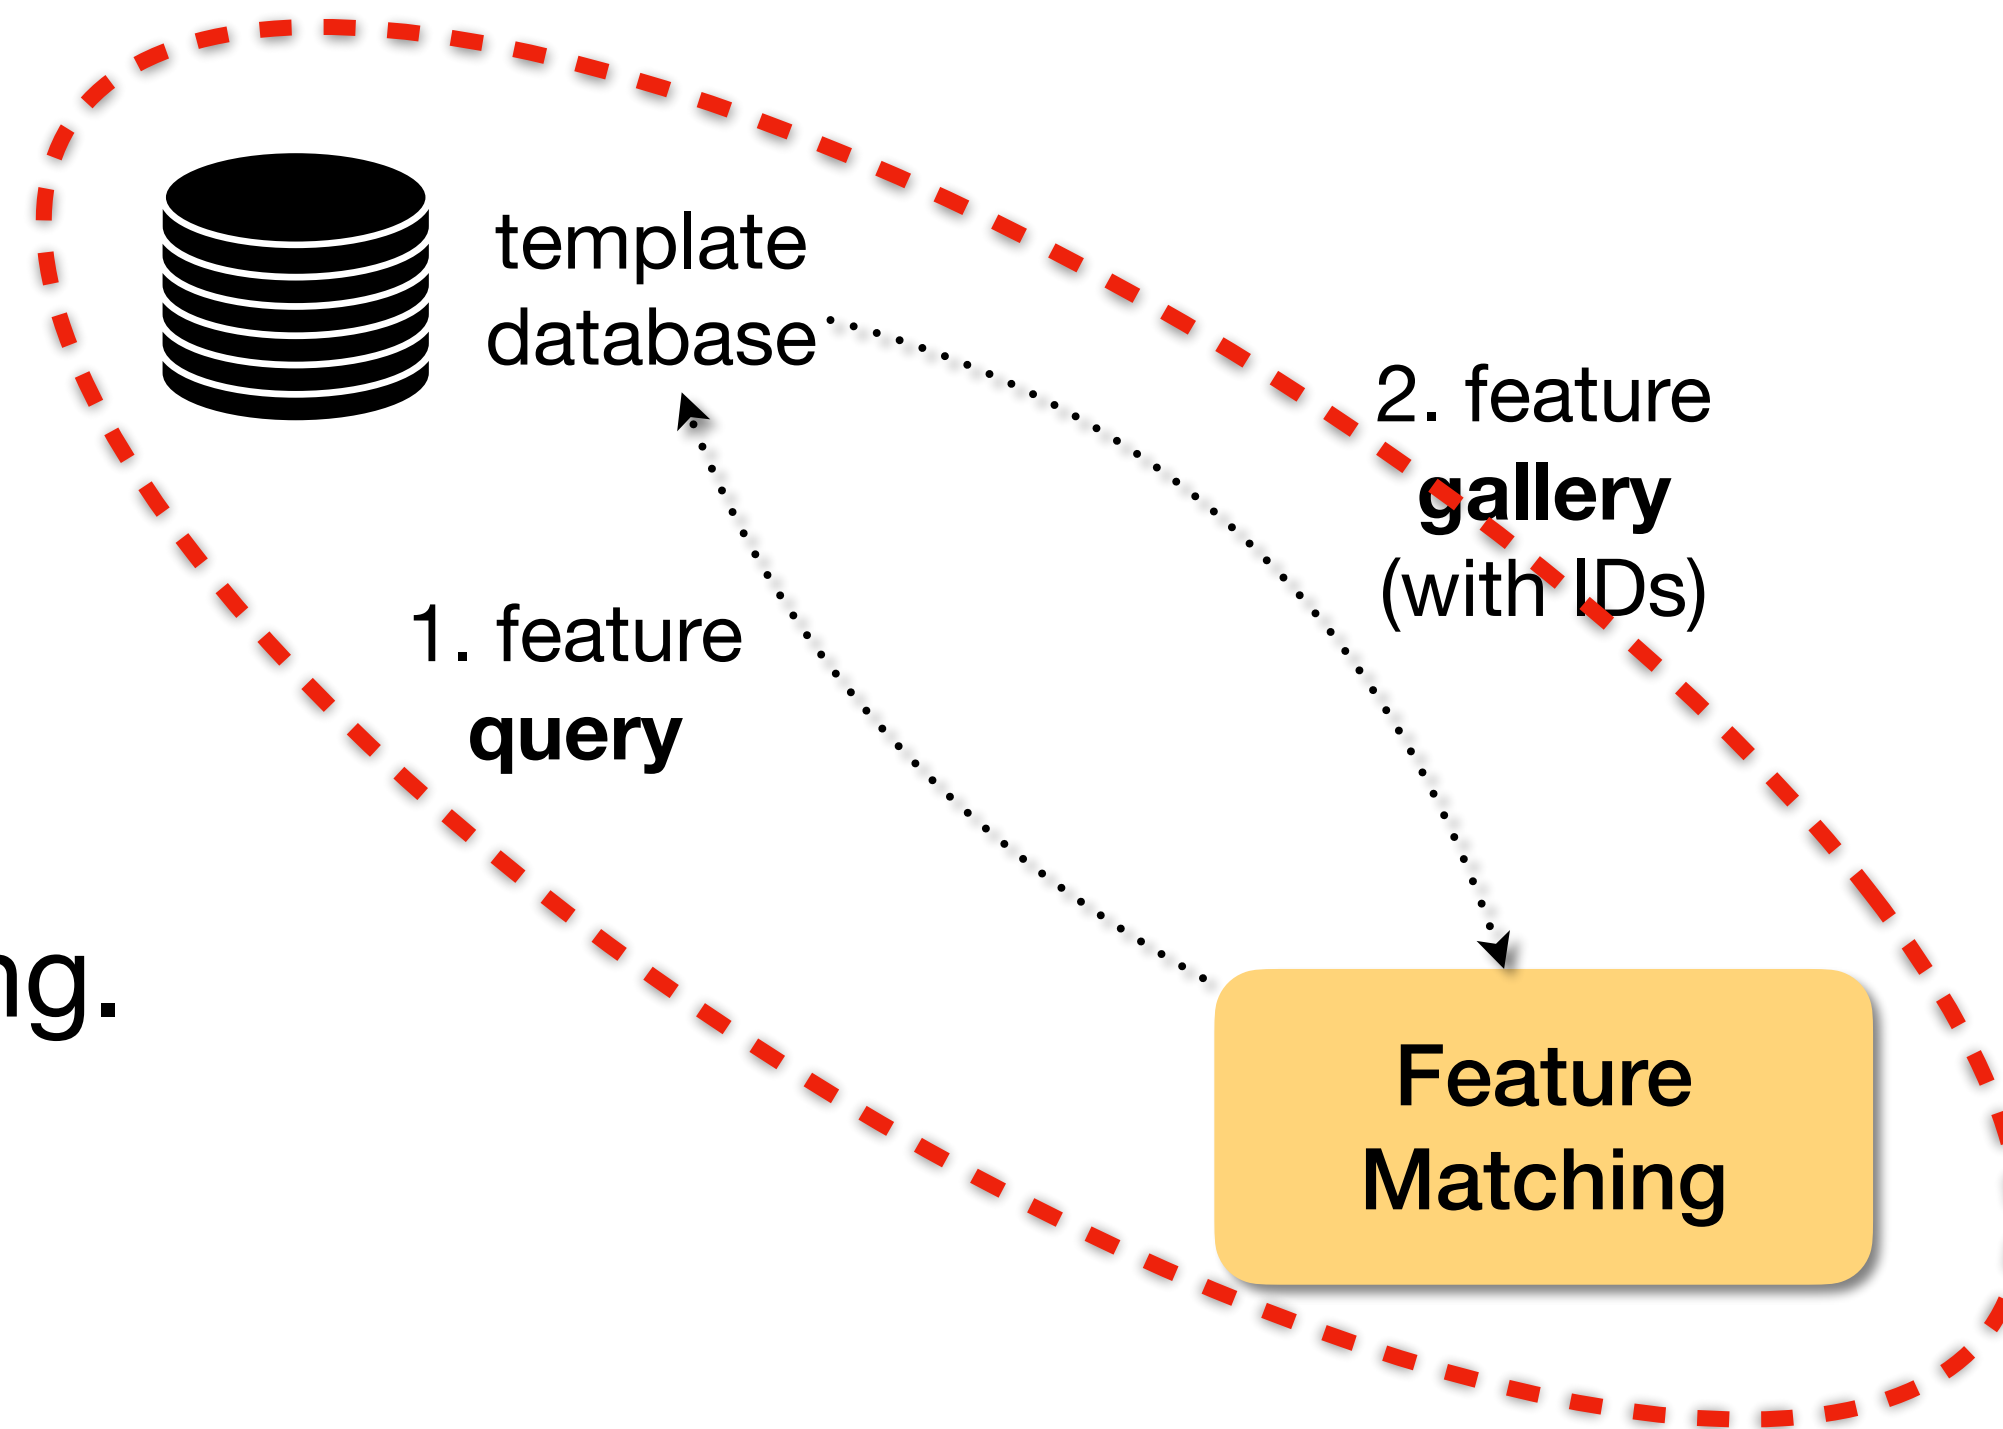 template
database
2. feature
gallery
(with IDs)
1. feature
query
ng.
Feature
Matching